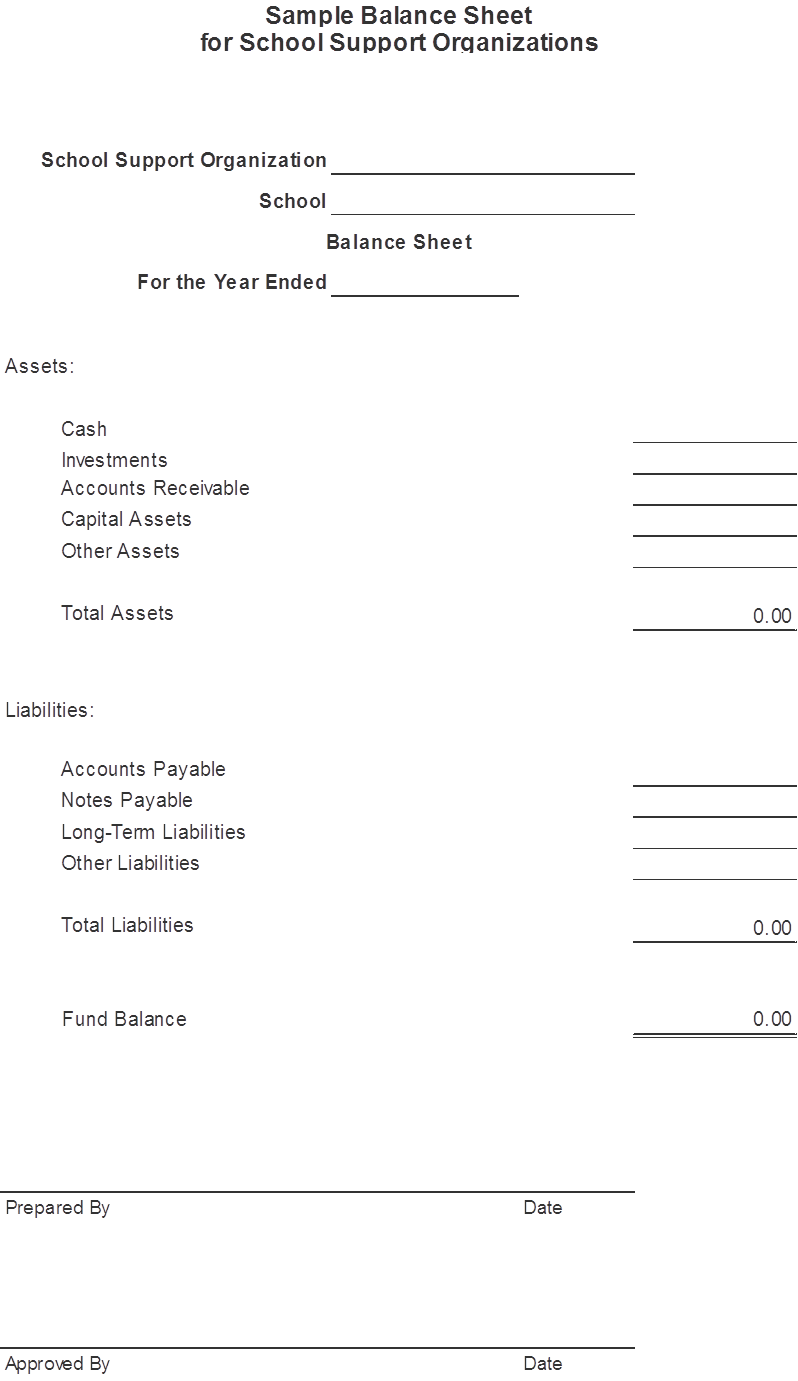 Sample Balance Sheet
for School Support Organizations
School Support Organization
School
Balance Sheet
For the Year Ended
Assets:
Cash
Investments
Accounts Receivable
Capital Assets
Other Assets
Total Assets 0.00
Liabilities:
Accounts Payable
Notes Payable
Long-Term Liabilities
Other Liabilities
Total Liabilities 0.00
Fund Balance 0.00
Prepared By Date
Approved By Date